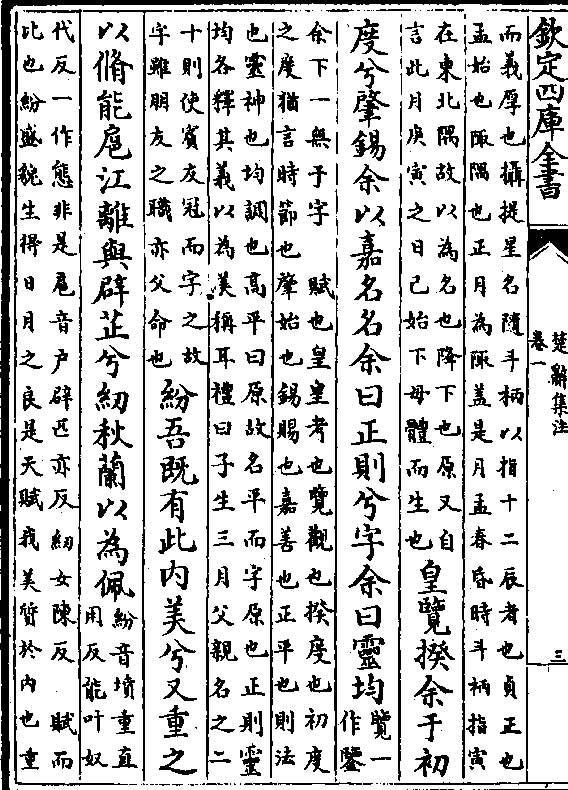 欽定四庫全書
楚辭集注
卷一
三
而義厚也攝提星名隨斗柄以指十二辰者也貞正也
孟始也陬隅也正月為陬盖是月孟春昏時斗柄指寅
在東北隅故以為名也降下也原又自
言此月庚寅之日己始下母體而生也
皇覽揆余于初
度兮肇錫余以嘉名名余曰正則兮字余曰靈均
覽一
作鑒
余下一無于字　賦也皇皇考也覽觀也揆度也初度
之度猶言時節也肇始也錫賜也嘉善也正平也則法
也靈神也均調也高平曰原故名平而字原也正則靈
均各釋其義以為美稱耳禮曰子生三月父親名之二
十則使賓友冠而字之故
字雖朋友之職亦父命也
紛吾既有此内美兮又重之
以脩能扈江離與辟芷兮紉秋蘭以為佩
紛音墳重直
用反能叶奴
代反一作態非是扈音户辟匹亦反紉女陳反　賦而
比也紛盛貌生得日月之良是天賦我美質於内也重